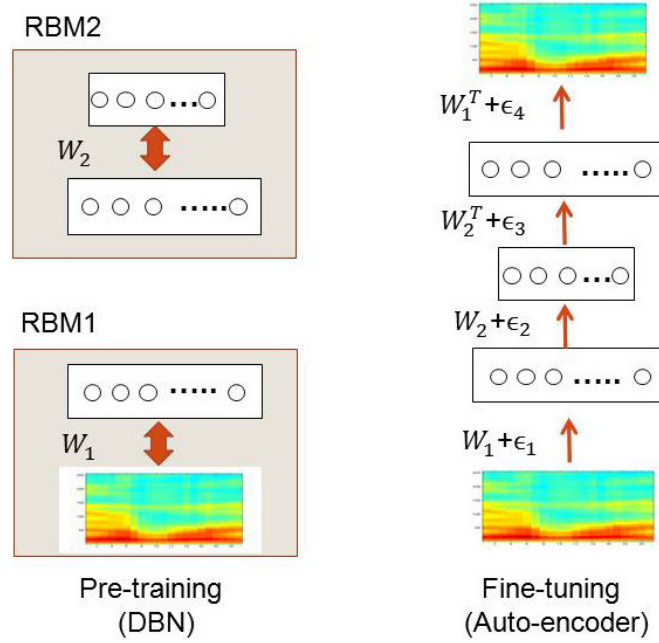 RBM2
W₂
RBM1
W₁
Pre-training
(DBN)
W₁ᵀ+ϵ₄
W₂ᵀ+ϵ₃
W₂+ϵ₂
W₁+ϵ₁
Fine-tuning
(Auto-encoder)